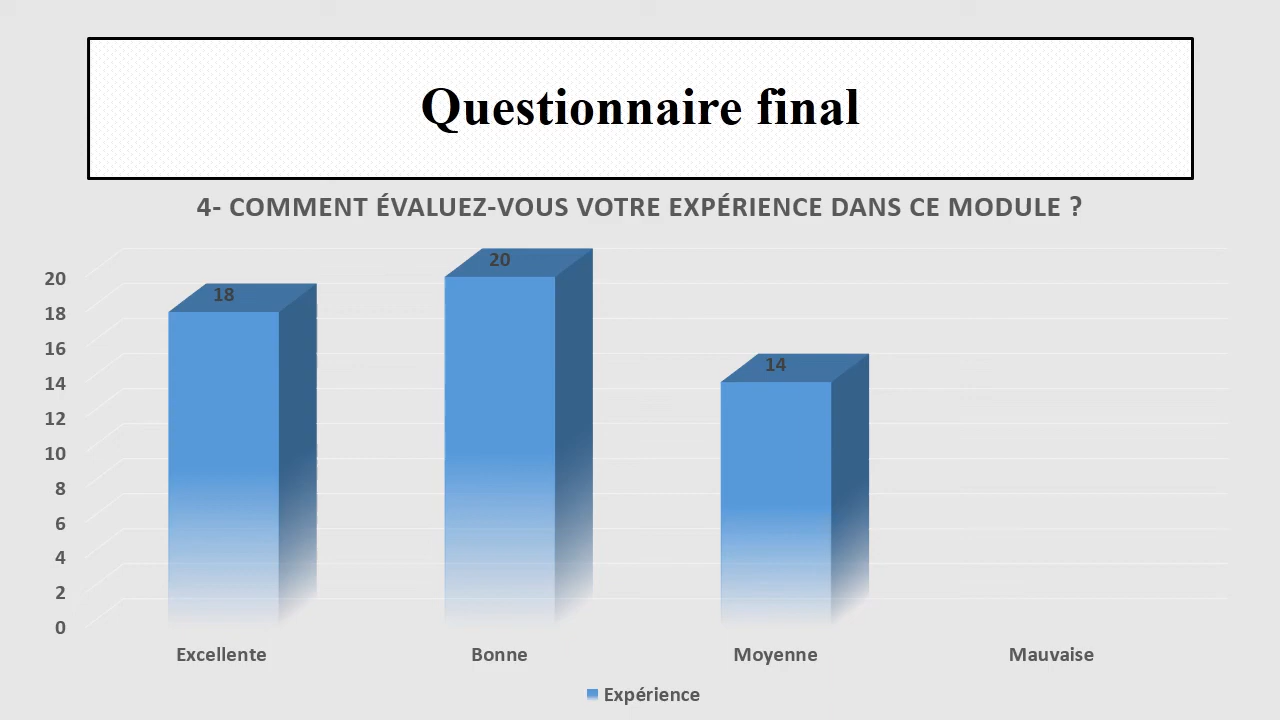 Questionnaire final
4- COMMENT ÉVALUEZ-VOUS VOTRE EXPÉRIENCE DANS CE MODULE ?
20
18
16
14
12
10
8
6
4
2
0
18
20
14
Excellente
Bonne
Moyenne
Mauvaise
Expérience